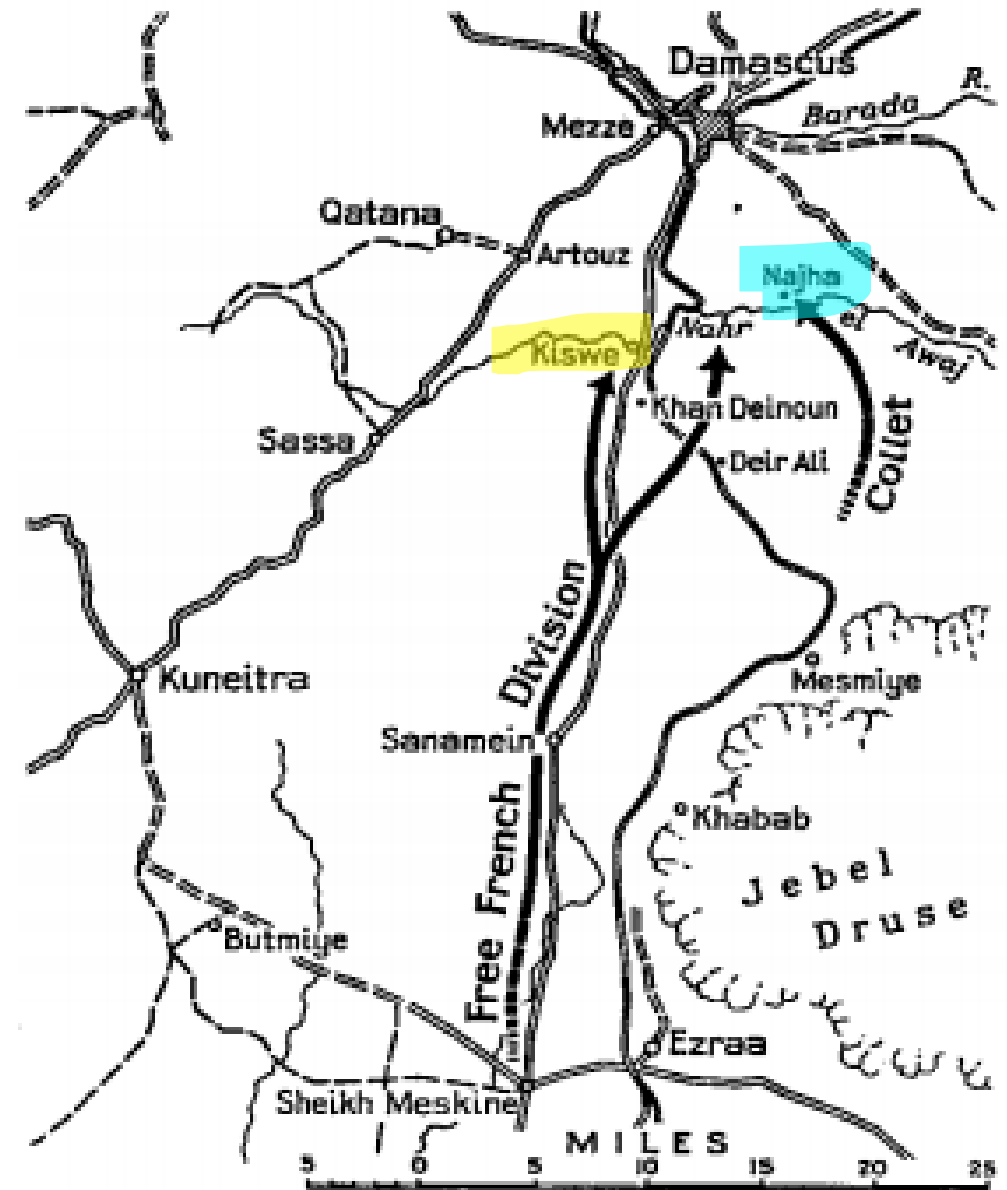 Damascus
R.
Barada
Mezze
Qatana
Artouz
Najha
Nahr
el
Awaj
Kiswe
Khan Deinoun
Sassa
Deir Ali
Collet
Division
Kuneitra
Mesmiye
Sanamein
Khabab
Free French
Jebel
Druse
Butmiye
Ezraa
Sheikh Meskine
MILES
5 0 5 10 15 20 25